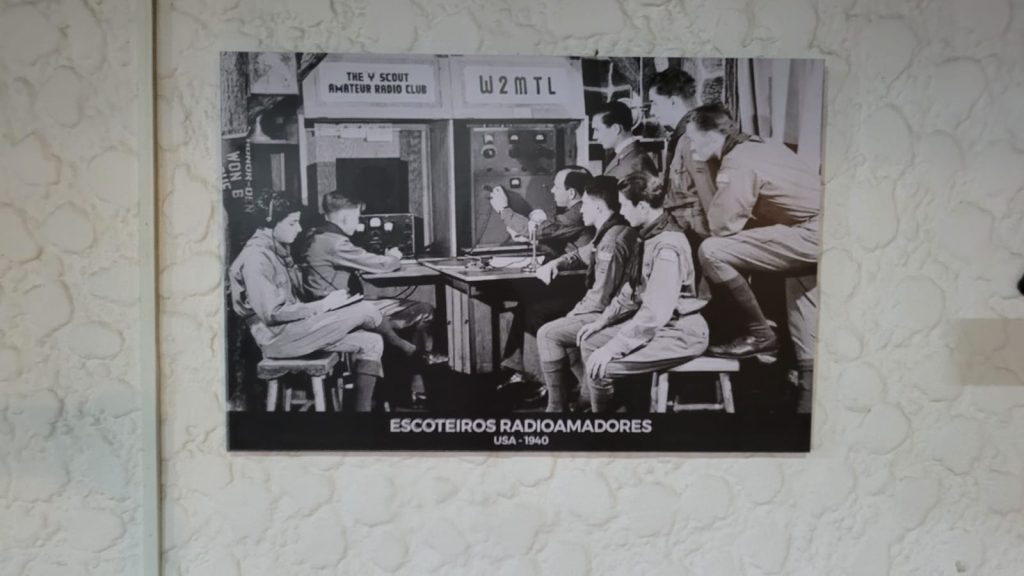 THE Y SCOUT
AMATEUR RADIO CLUB
W2MTL
ESCOTEIROS RADIOAMADORES
USA - 1940